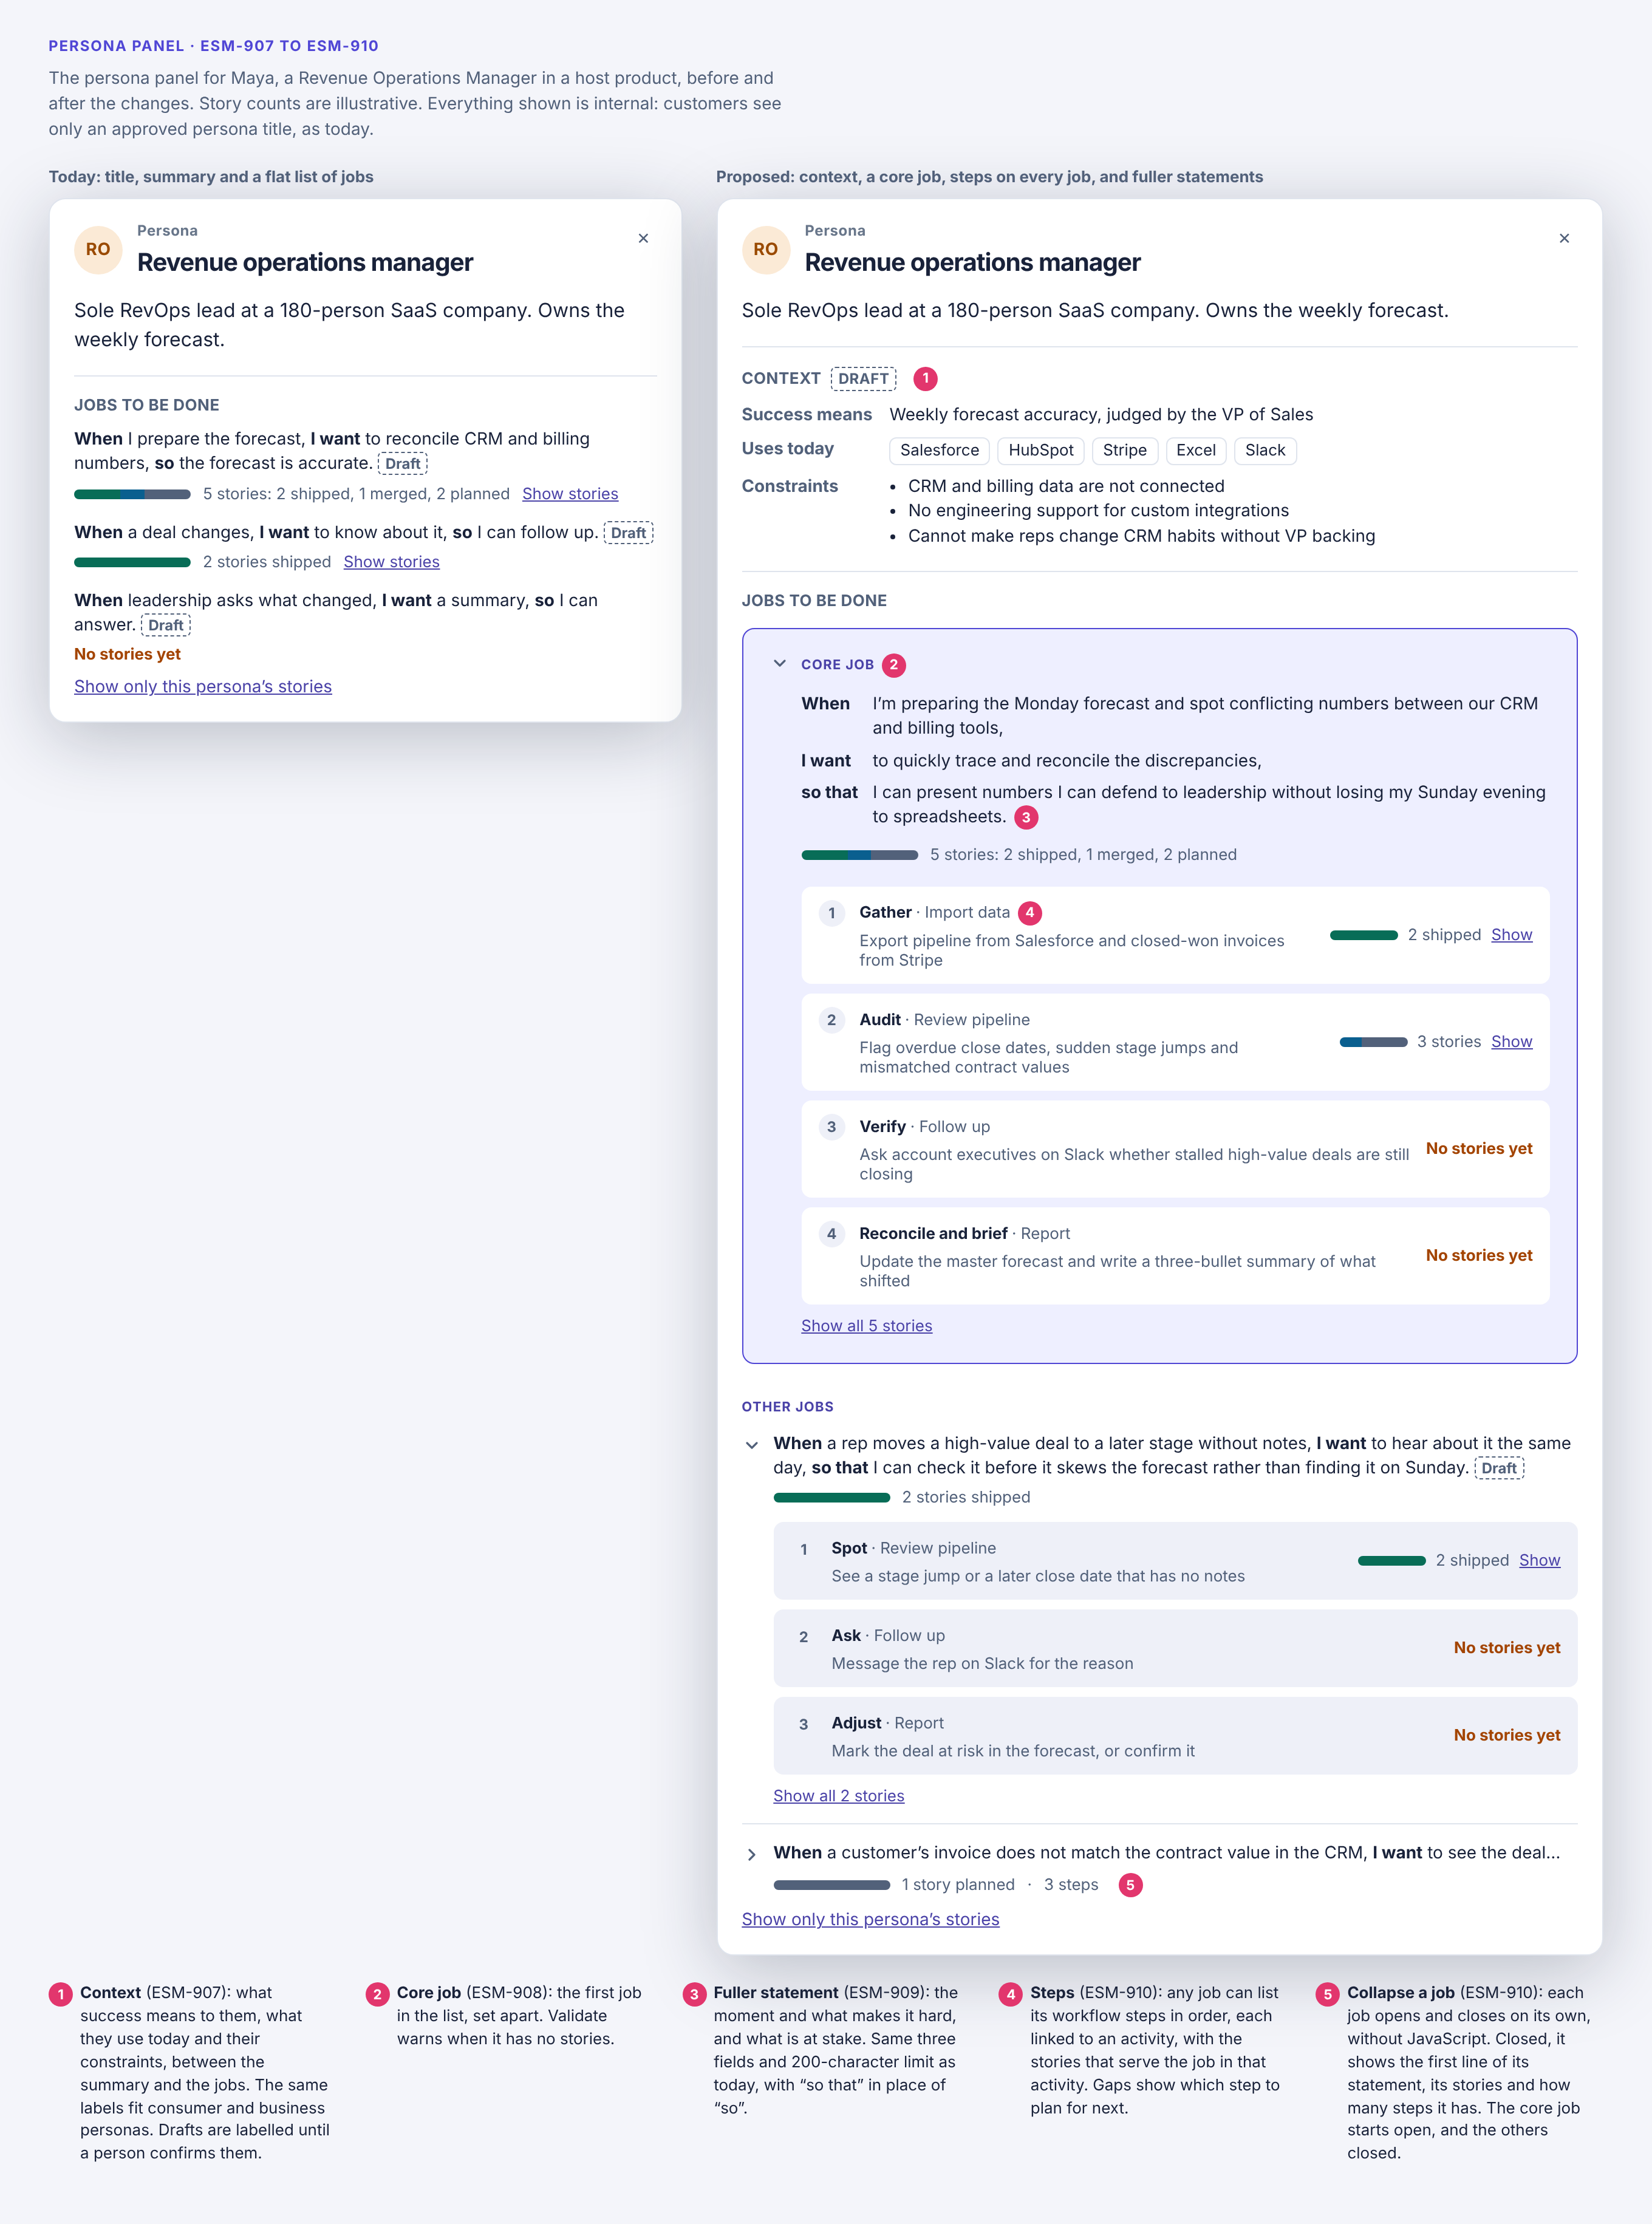 PERSONA PANEL · ESM-907 TO ESM-910
The persona panel for Maya, a Revenue Operations Manager in a host product, before and
after the changes. Story counts are illustrative. Everything shown is internal: customers see
only an approved persona title, as today.
Today: title, summary and a flat list of jobs
RO
Persona
Revenue operations manager
×
Sole RevOps lead at a 180-person SaaS company. Owns the
weekly forecast.
JOBS TO BE DONE
When I prepare the forecast, I want to reconcile CRM and billing
numbers, so the forecast is accurate. Draft
5 stories: 2 shipped, 1 merged, 2 planned Show stories
When a deal changes, I want to know about it, so I can follow up. Draft
2 stories shipped Show stories
When leadership asks what changed, I want a summary, so I can
answer. Draft
No stories yet
Show only this persona’s stories
Proposed: context, a core job, steps on every job, and fuller statements
RO
Persona
Revenue operations manager
×
Sole RevOps lead at a 180-person SaaS company. Owns the weekly forecast.
CONTEXT DRAFT 1
Success means Weekly forecast accuracy, judged by the VP of Sales
Uses today Salesforce HubSpot Stripe Excel Slack
Constraints • CRM and billing data are not connected
• No engineering support for custom integrations
• Cannot make reps change CRM habits without VP backing
JOBS TO BE DONE
CORE JOB 2
When I’m preparing the Monday forecast and spot conflicting numbers between our CRM
and billing tools,
I want to quickly trace and reconcile the discrepancies,
so that I can present numbers I can defend to leadership without losing my Sunday evening
to spreadsheets. 3
5 stories: 2 shipped, 1 merged, 2 planned
1 Gather · Import data 4
Export pipeline from Salesforce and closed-won invoices
from Stripe
2 shipped Show
2 Audit · Review pipeline
Flag overdue close dates, sudden stage jumps and
mismatched contract values
3 stories Show
3 Verify · Follow up
Ask account executives on Slack whether stalled high-value deals are still
closing
No stories yet
4 Reconcile and brief · Report
Update the master forecast and write a three-bullet summary of what
shifted
No stories yet
Show all 5 stories
OTHER JOBS
When a rep moves a high-value deal to a later stage without notes, I want to hear about it the same
day, so that I can check it before it skews the forecast rather than finding it on Sunday. Draft
2 stories shipped
1 Spot · Review pipeline
See a stage jump or a later close date that has no notes
2 shipped Show
2 Ask · Follow up
Message the rep on Slack for the reason
No stories yet
3 Adjust · Report
Mark the deal at risk in the forecast, or confirm it
No stories yet
Show all 2 stories
When a customer’s invoice does not match the contract value in the CRM, I want to see the deal…
1 story planned · 3 steps 5
Show only this persona’s stories
1 Context (ESM-907): what
success means to them, what
they use today and their
constraints, between the
summary and the jobs. The same
labels fit consumer and business
personas. Drafts are labelled until
a person confirms them.
2 Core job (ESM-908): the first job
in the list, set apart. Validate
warns when it has no stories.
3 Fuller statement (ESM-909): the
moment and what makes it hard,
and what is at stake. Same three
fields and 200-character limit as
today, with “so that” in place of
“so”.
4 Steps (ESM-910): any job can list
its workflow steps in order, each
linked to an activity, with the
stories that serve the job in that
activity. Gaps show which step to
plan for next.
5 Collapse a job (ESM-910): each
job opens and closes on its own,
without JavaScript. Closed, it
shows the first line of its
statement, its stories and how
many steps it has. The core job
starts open, and the others
closed.